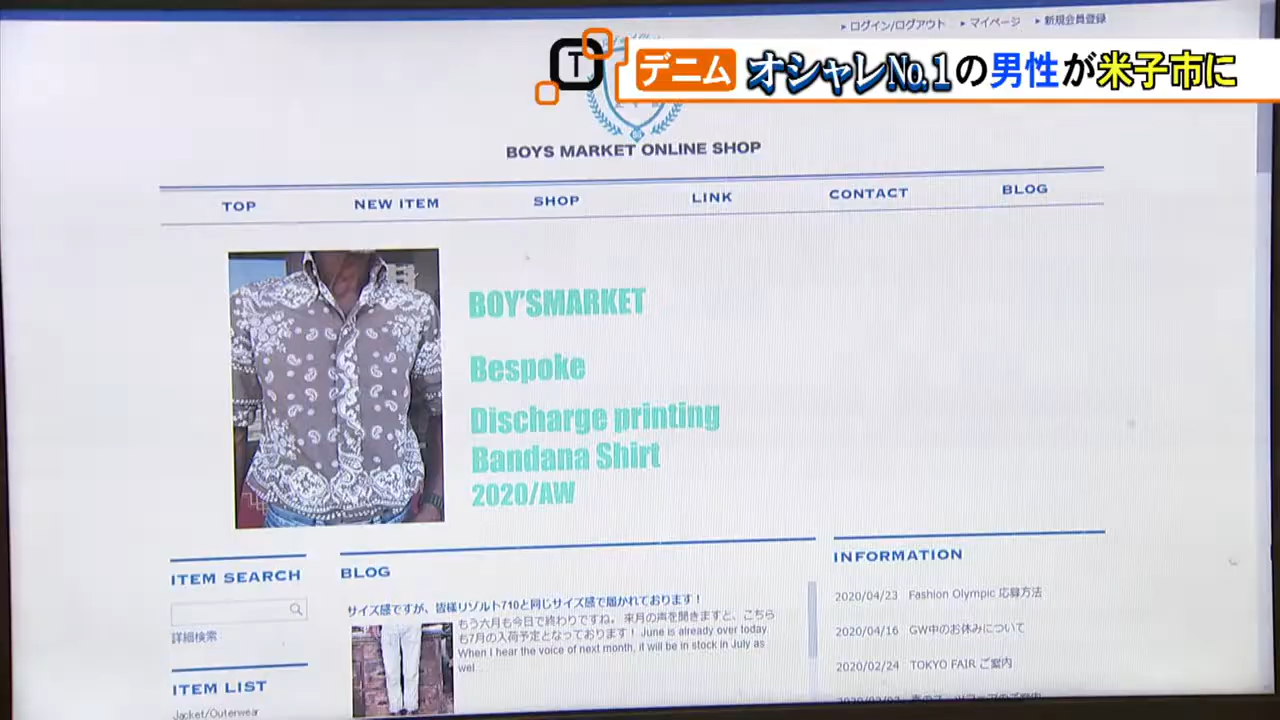 ログイン/ログアウト マイページ 新規会員登録
T
デニム オシャレNo.1の男性が米子市に
BOYS MARKET ONLINE SHOP
TOP NEW ITEM SHOP LINK CONTACT BLOG
BOY'SMARKET
Bespoke
Discharge printing
Bandana Shirt
2020/AW
ITEM SEARCH
詳細検索
ITEM LIST
Jacket/Outerwear
BLOG
サイズ感ですが、皆様リゾルト710と同じサイズ感で届かれております!
もう六月も今日で終わりですね。 来月の声を聞きますと、こちら
も7月の入荷予定となっております! June is already over today.
When I hear the voice of next month, it will be in stock in July as
wel...
INFORMATION
2020/04/23 Fashion Olympic 応募方法
2020/04/16 GW中のお休みについて
2020/02/24 TOKYO FAIR ご案内